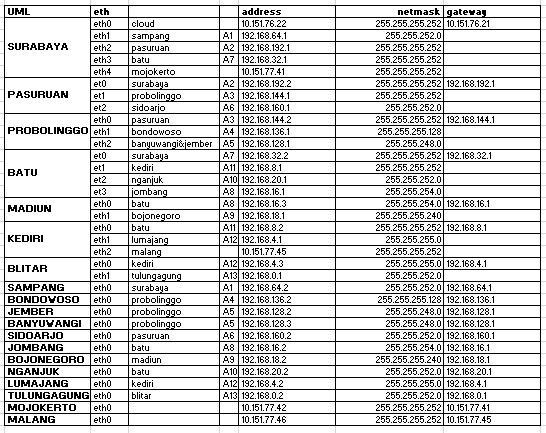 UML eth address netmask gateway
SURABAYA eth0 cloud 10.151.76.22 255.255.255.252 10.151.76.21
eth1 sampang A1 192.168.64.1 255.255.252.0
eth2 pasuruan A2 192.168.192.1 255.255.255.252
eth3 batu A7 192.168.32.1 255.255.255.252
eth4 mojokerto 10.151.77.41 255.255.255.252
PASURUAN et0 surabaya A2 192.168.192.2 255.255.255.252 192.168.192.1
et1 probolinggo A3 192.168.144.1 255.255.255.252
et2 sidoarjo A6 192.168.160.1 255.255.252.0
PROBOLINGGO eth0 pasuruan A3 192.168.144.2 255.255.255.252 192.168.144.1
eth1 bondowoso A4 192.168.136.1 255.255.255.128
eth2 banyuwangi&jember A5 192.168.128.1 255.255.248.0
BATU et0 surabaya A7 192.168.32.2 255.255.255.252 192.168.32.1
et1 kediri A11 192.168.8.1 255.255.255.252
et2 nganjuk A10 192.168.20.1 255.255.252.0
et3 jombang A8 192.168.16.1 255.255.254.0
MADIUN eth0 batu A8 192.168.16.3 255.255.254.0 192.168.16.1
eth1 bojonegoro A9 192.168.18.1 255.255.255.240
KEDIRI eth0 batu A11 192.168.8.2 255.255.255.252 192.168.8.1
eth1 lumajang A12 192.168.4.1 255.255.255.0
eth2 malang 10.151.77.45 255.255.255.252
BLITAR eth0 kediri A12 192.168.4.3 255.255.255.0 192.168.4.1
eth1 tulungagung A13 192.168.0.1 255.255.252.0
SAMPANG eth0 surabaya A1 192.168.64.2 255.255.252.0 192.168.64.1
BONDOWOSO eth0 probolinggo A4 192.168.136.2 255.255.255.128 192.168.136.1
JEMBER eth0 probolinggo A5 192.168.128.2 255.255.248.0 192.168.128.1
BANYUWANGI eth0 probolinggo A5 192.168.128.3 255.255.248.0 192.168.128.1
SIDOARJO eth0 pasuruan A6 192.168.160.2 255.255.252.0 192.168.160.1
JOMBANG eth0 batu A8 192.168.16.2 255.255.254.0 192.168.16.1
BOJONEGORO eth0 madiun A9 192.168.18.2 255.255.255.240 192.168.18.1
NGANJUK eth0 batu A10 192.168.20.2 255.255.252.0 192.168.20.1
LUMAJANG eth0 kediri A12 192.168.4.2 255.255.255.0 192.168.4.1
TULUNGAGUNG eth0 blitar A13 192.168.0.2 255.255.252.0 192.168.0.1
MOJOKERTO eth0 10.151.77.42 255.255.255.252 10.151.77.41
MALANG eth0 10.151.77.46 255.255.255.252 10.151.77.45